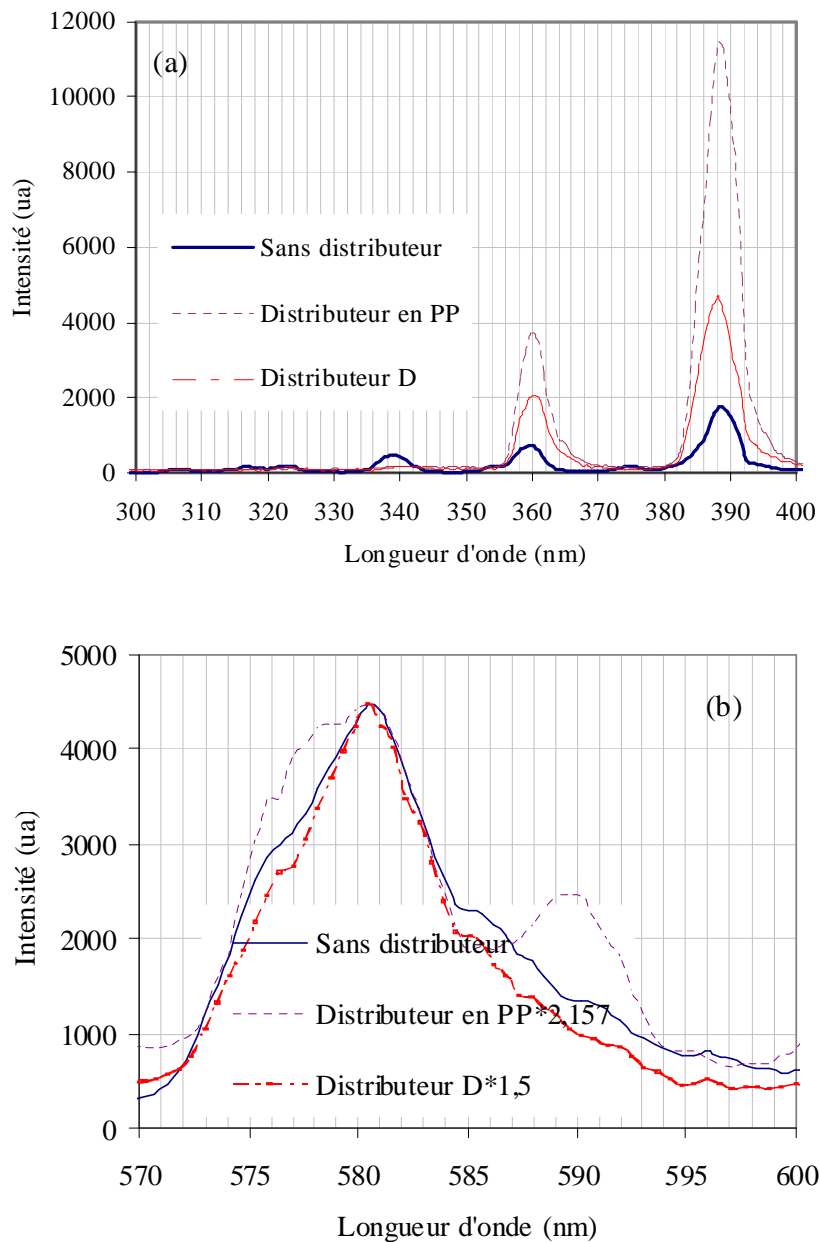 12000
10000
8000
6000
4000
2000
0
Intensité (ua)
(a)
Sans distributeur
Distributeur en PP
Distributeur D
300 310 320 330 340 350 360 370 380 390 400
Longueur d'onde (nm)
5000
4000
3000
2000
1000
0
Intensité (ua)
(b)
Sans distributeur
Distributeur en PP*2,157
Distributeur D*1,5
570 575 580 585 590 595 600
Longueur d'onde (nm)